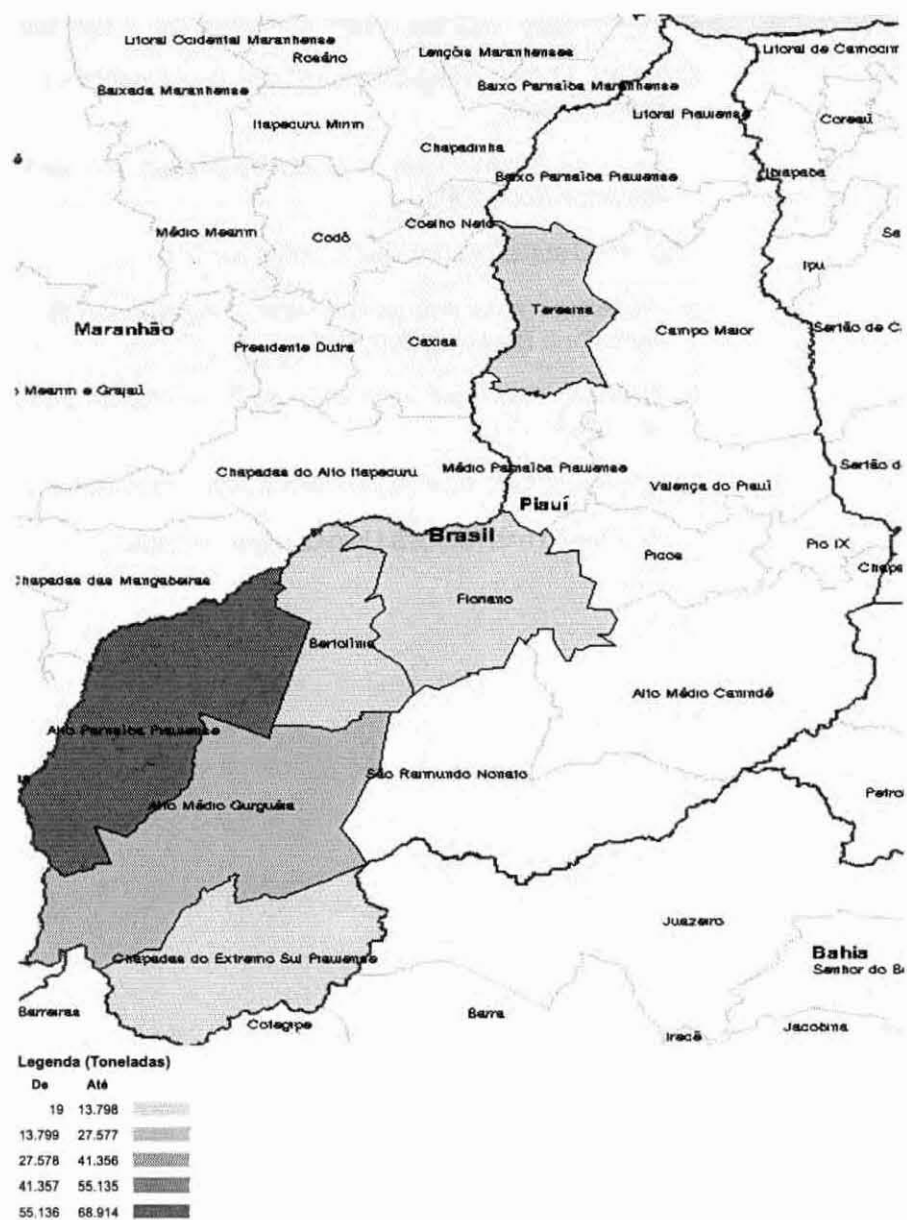 Litoral Ocidental Maranhense
Rosário
Lençóis Maranhenses
Litoral de Camocim
Baixada Maranhense
Baixo Parnaíba Maranhense
Itapecuru Mirim
Litoral Piauiense
Coreaú
Chapadinha
Baixo Parnaíba Piauiense
Ibiapaba
Coelho Neto
Médio Mearim
Codó
Se
Ipu
Teresina
Maranhão
Presidente Dutra
Caxias
Campo Maior
Sertão de C
o Mearim e Grajaú
Chapadas do Alto Itapecuru
Médio Parnaíba Piauiense
Sertão d
Valença do Piauí
Piauí
Brasil
Picos
Pio IX
Chapa
Chapadas das Mangabeiras
Floriano
Bertolínia
Alto Médio Canindé
Alto Parnaíba Piauiense
São Raimundo Nonato
Alto Médio Gurguéia
Petrol
Juazeiro
Chapadas do Extremo Sul Piauiense
Bahia
Senhor do B
Barreiras
Cotegipe
Barra
Irecê
Jacobina
Legenda (Toneladas)
De Até
19 13.798
13.799 27.577
27.578 41.356
41.357 55.135
55.136 68.914